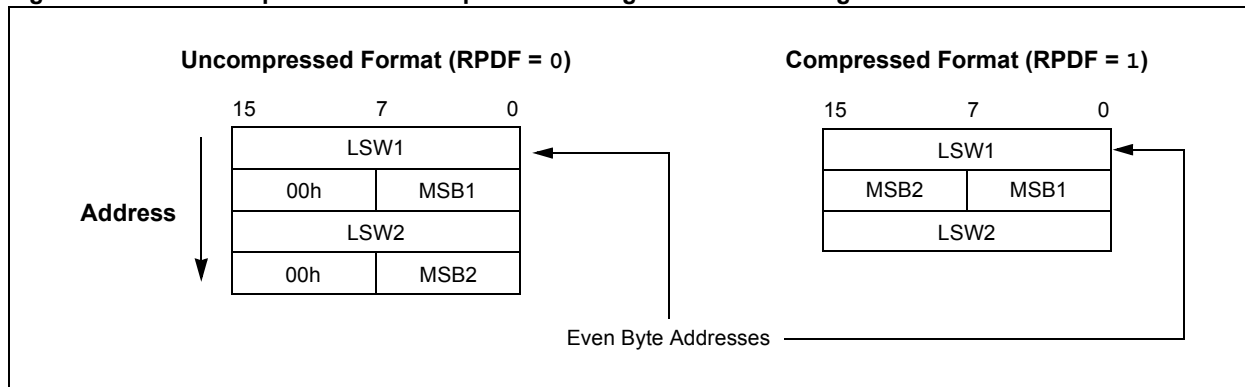 Uncompressed Format (RPDF = 0)
15 7 0
LSW1
00h MSB1
LSW2
00h MSB2
Address
Compressed Format (RPDF = 1)
15 7 0
LSW1
MSB2 MSB1
LSW2
Even Byte Addresses